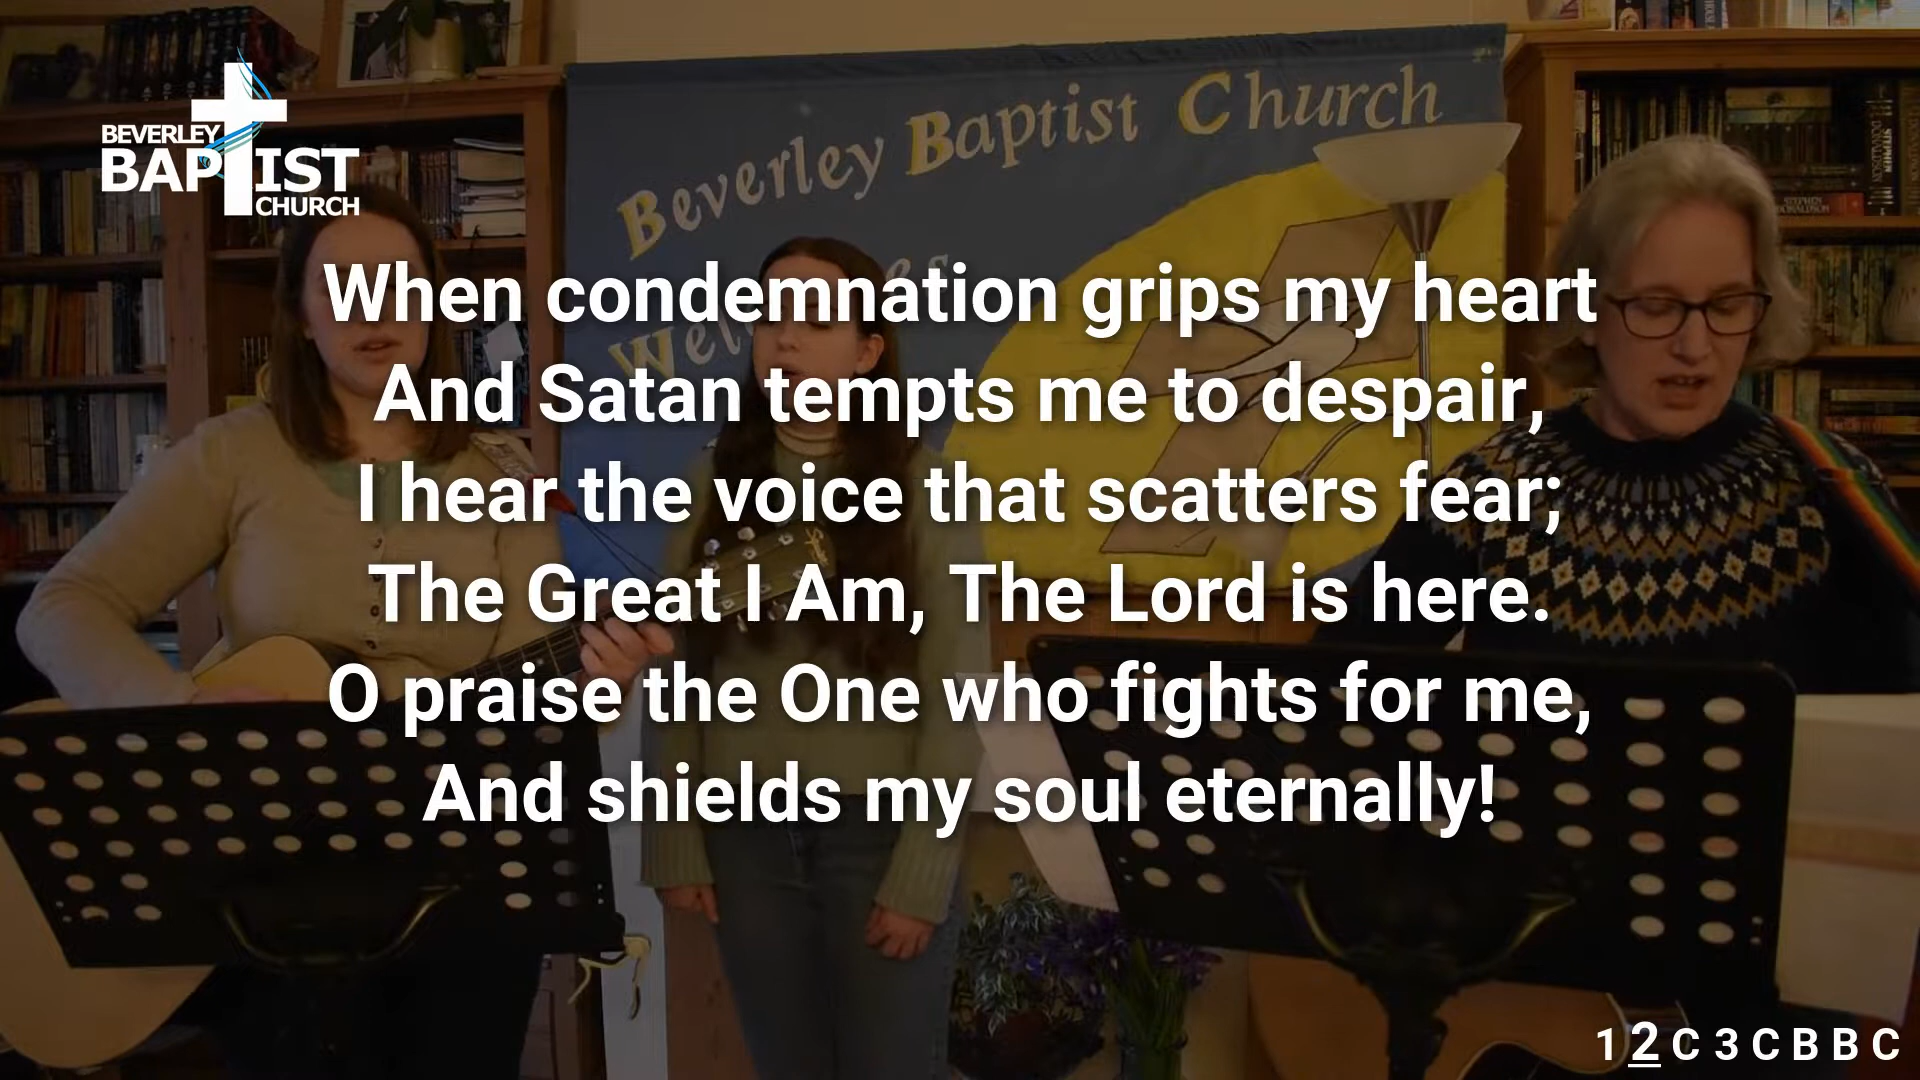 BEVERLEY
BAPTIST
CHURCH
Beverley Baptist Church
When condemnation grips my heart
And Satan tempts me to despair,
I hear the voice that scatters fear;
The Great I Am, The Lord is here.
O praise the One who fights for me,
And shields my soul eternally!
STEPHEN
DONALDSON
1 2 C 3 C B B C